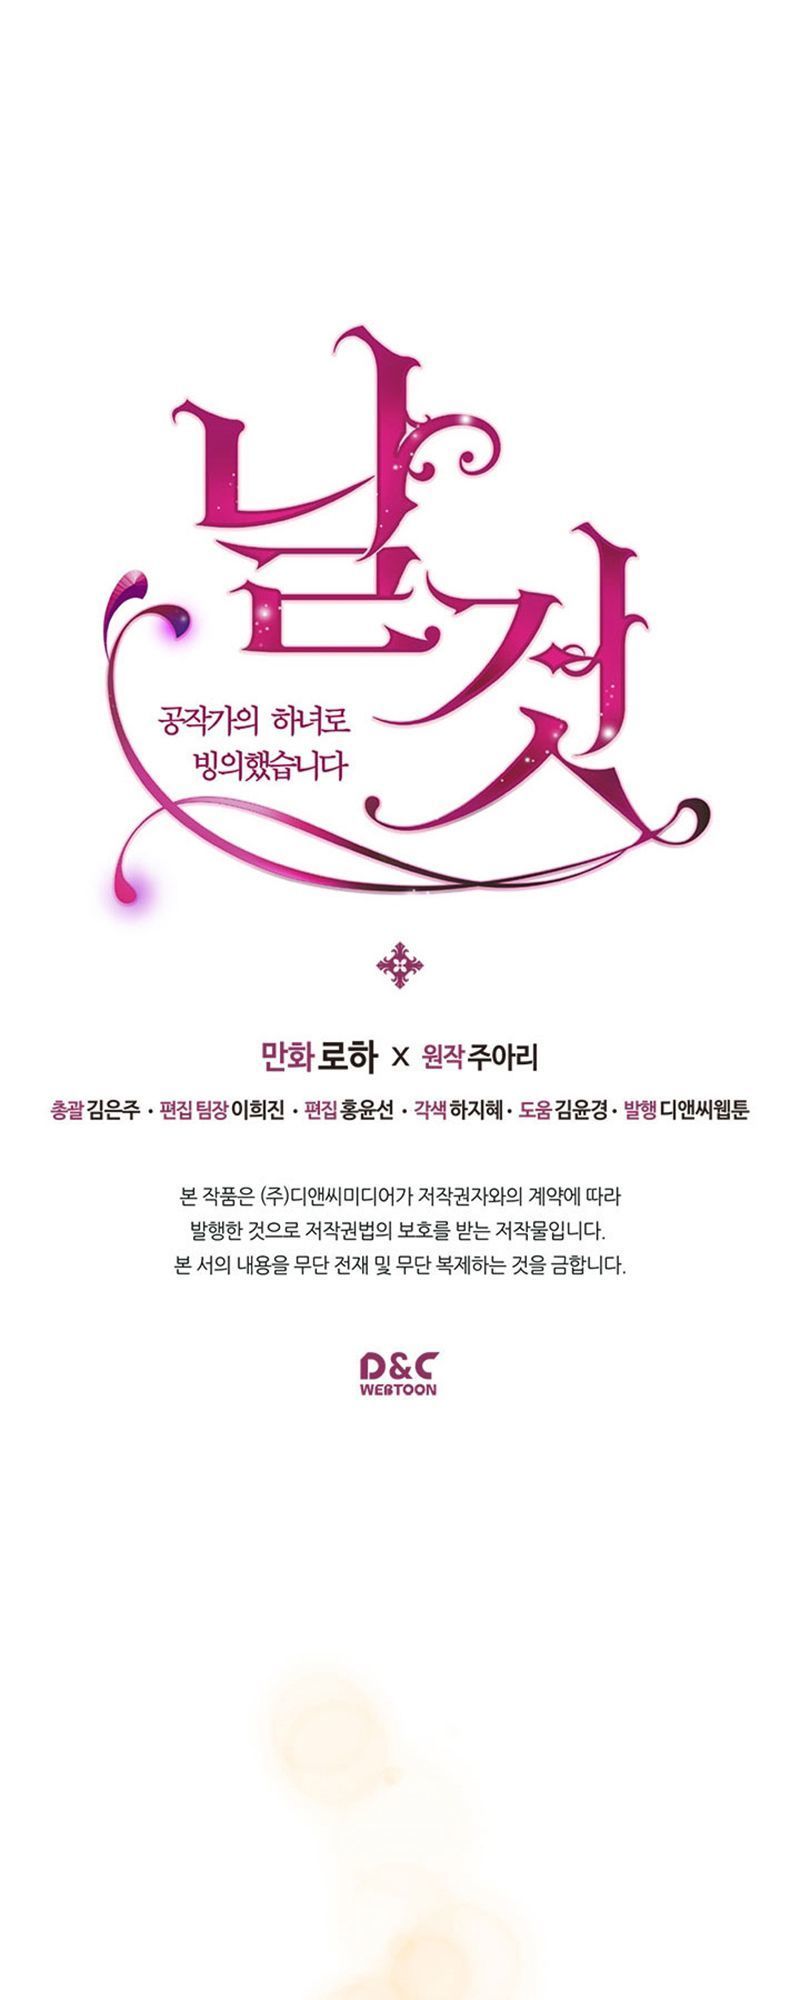 날것
공작가의 하녀로
빙의했습니다
만화 로하 X 원작 주아리
총괄 김은주 · 편집 팀장 이희진 · 편집 홍윤선 · 각색 하지혜 · 도움 김윤경 · 발행 디앤씨웹툰
본 작품은 (주)디앤씨미디어가 저작권자와의 계약에 따라
발행한 것으로 저작권법의 보호를 받는 저작물입니다.
본 서의 내용을 무단 전재 및 무단 복제하는 것을 금합니다.
D&C
WEBTOON